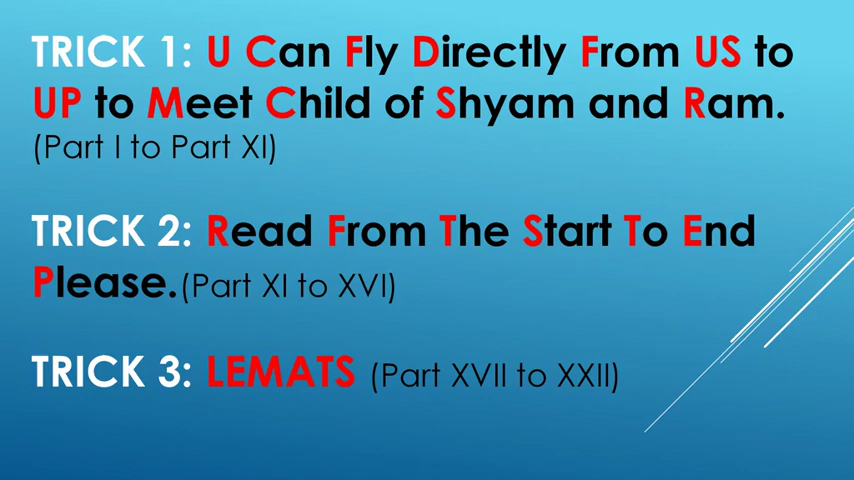 TRICK 1: U Can Fly Directly From US to
UP to Meet Child of Shyam and Ram.
(Part I to Part XI)
TRICK 2: Read From The Start To End
Please.(Part XI to XVI)
TRICK 3: LEMATS (Part XVII to XXII)